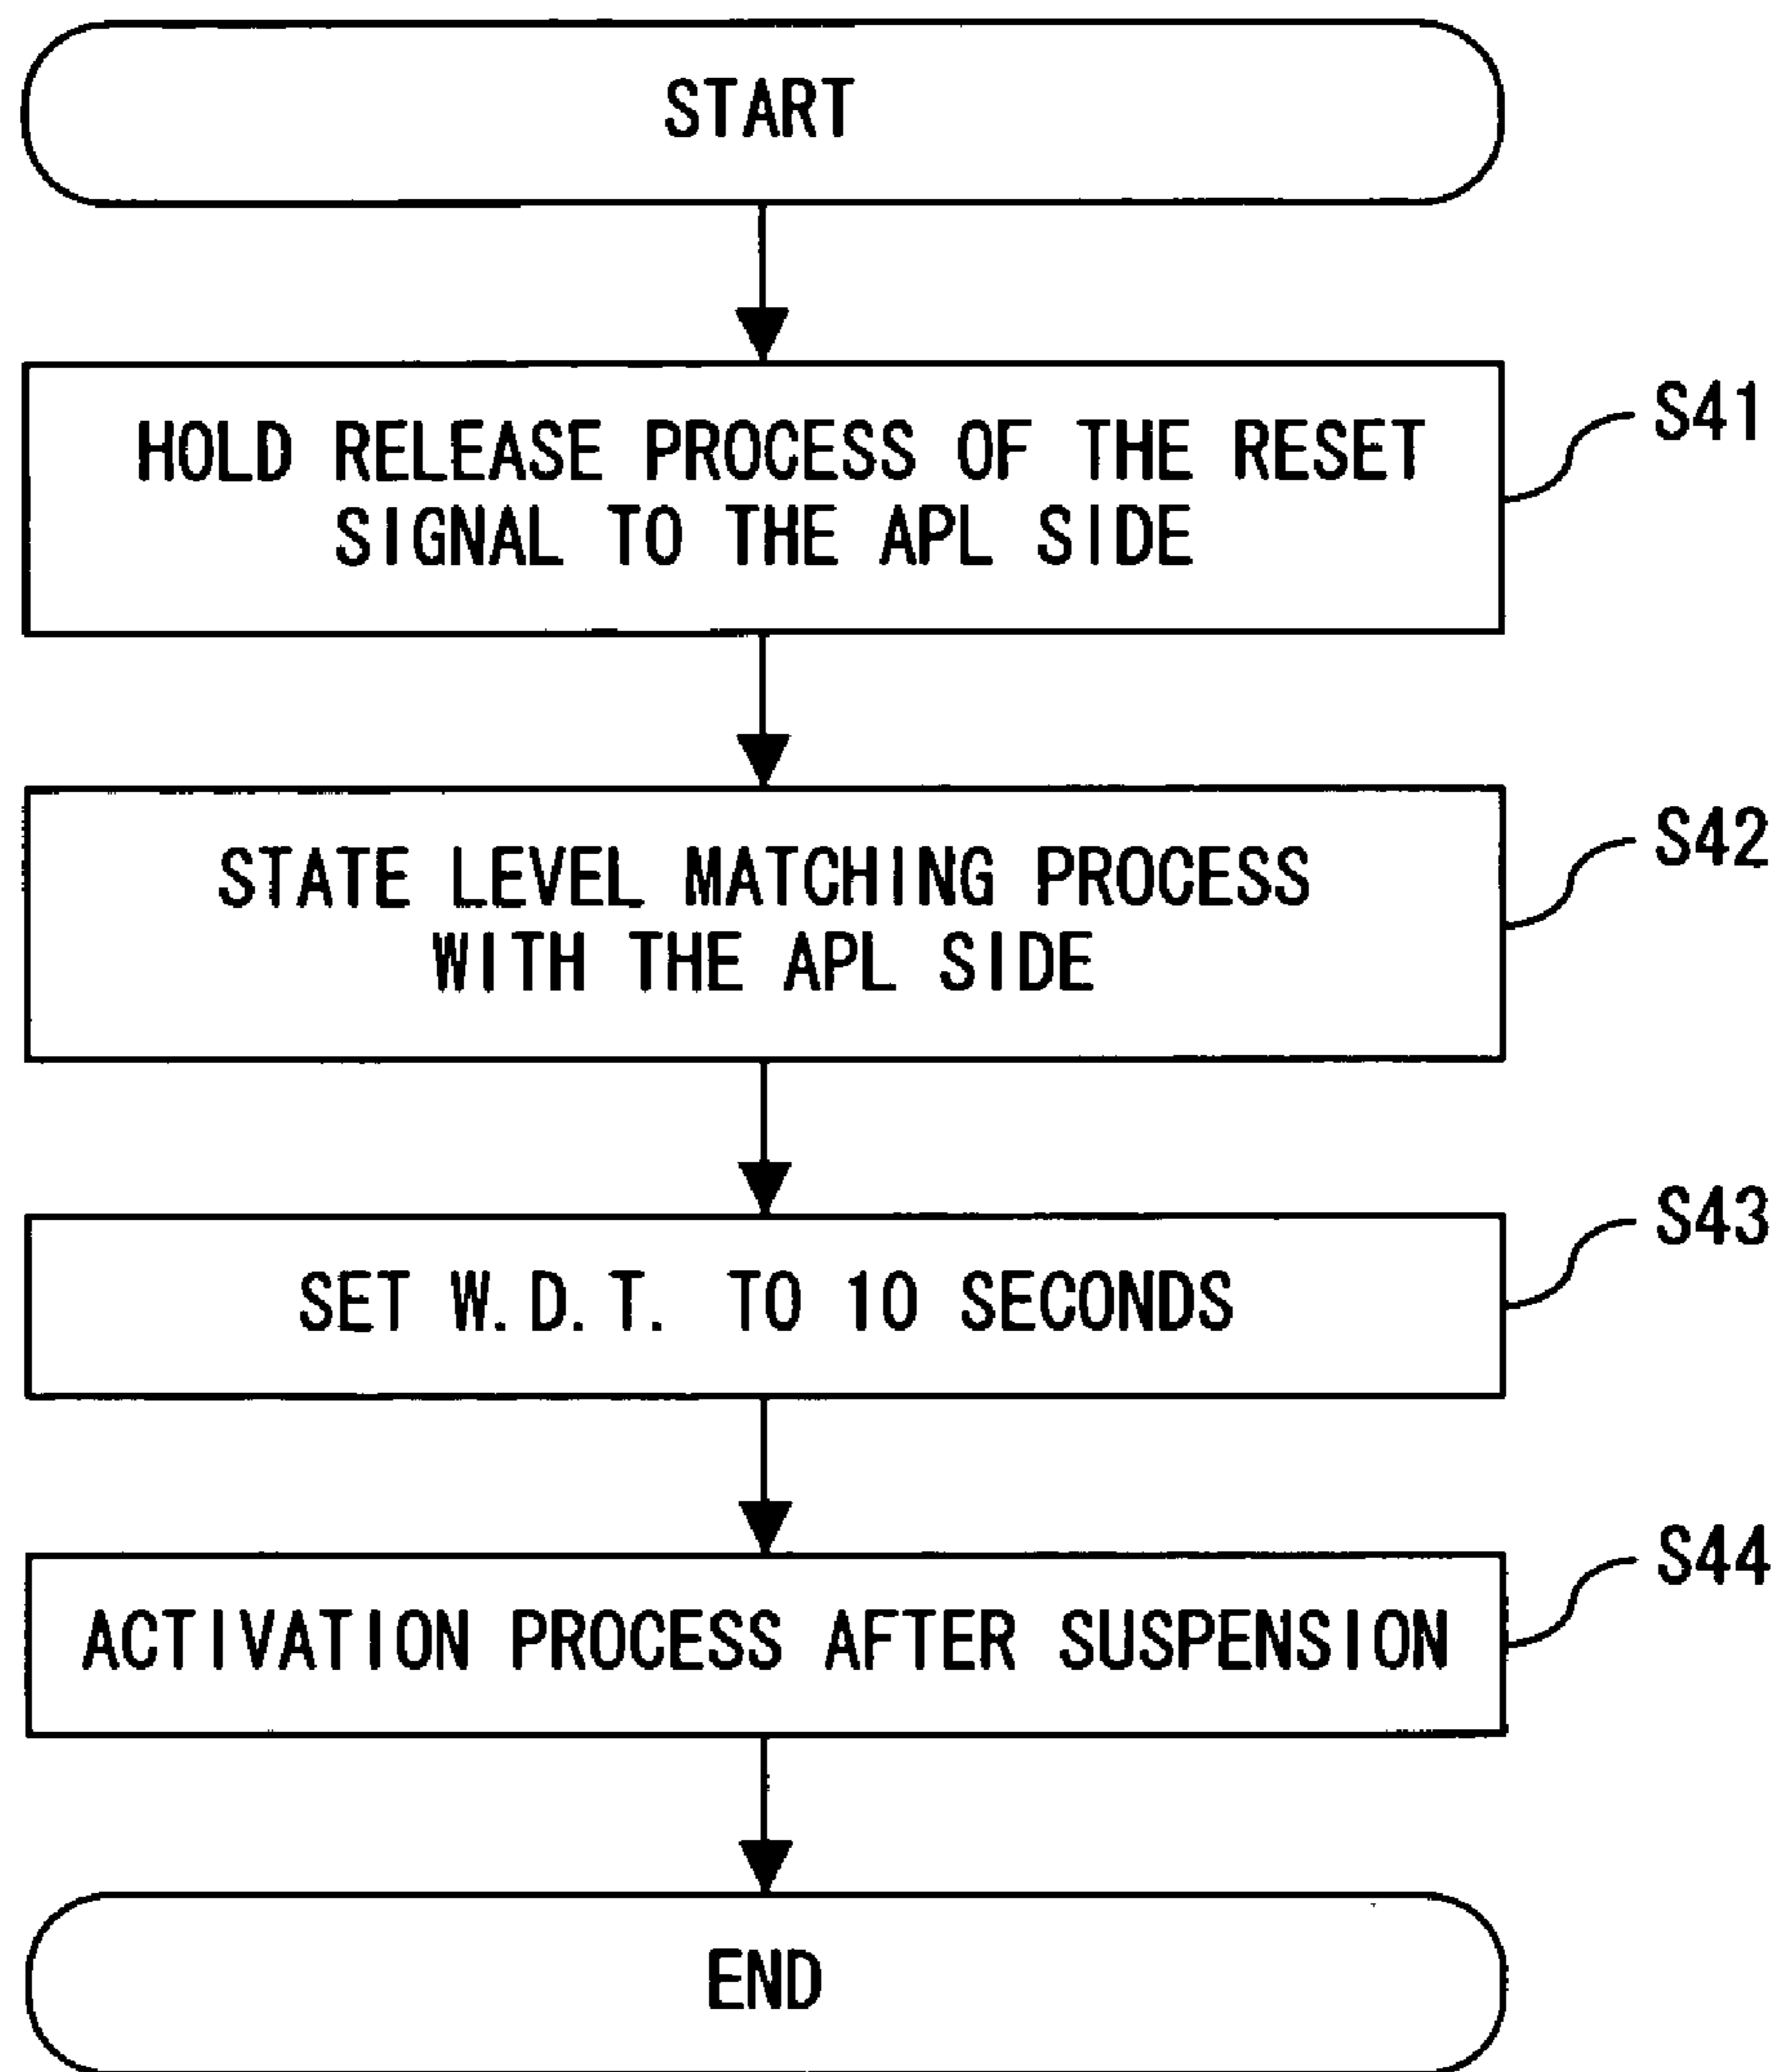 START
HOLD RELEASE PROCESS OF THE RESET
SIGNAL TO THE APL SIDE
S41
STATE LEVEL MATCHING PROCESS
WITH THE APL SIDE
S42
SET W.D.T. TO 10 SECONDS
S43
ACTIVATION PROCESS AFTER SUSPENSION
S44
END